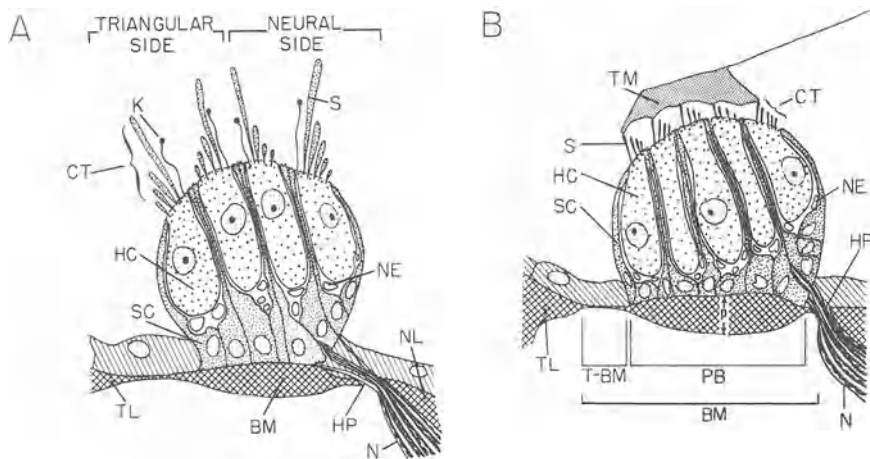 A
TRIANGULAR SIDE
NEURAL SIDE
K
S
CT
HC
NE
SC
NL
TL
BM
HP
N
B
TM
CT
S
HC
NE
SC
HP
P
TL
T-BM
PB
BM
N